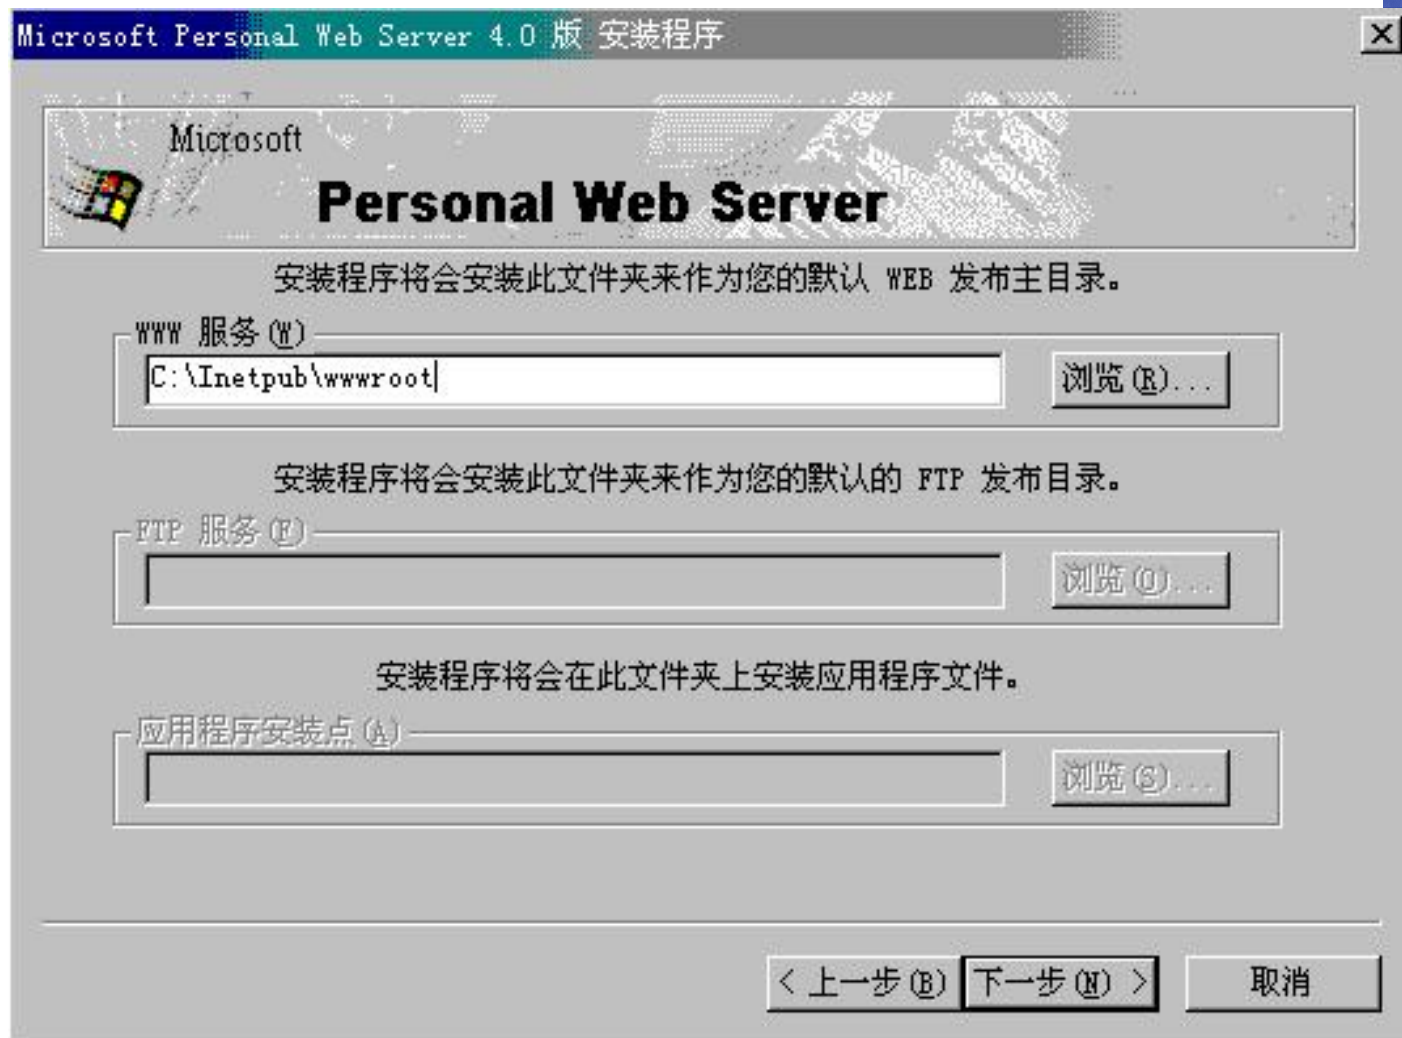 Microsoft Personal Web Server 4.0 版 安装程序
Microsoft
Personal Web Server
安装程序将会安装此文件夹来作为您的默认 WEB 发布主目录。
WWW 服务(W)
C:\Inetpub\wwwroot
浏览(R)...
安装程序将会安装此文件夹来作为您的默认的 FTP 发布目录。
FTP 服务(F)
浏览(O)...
安装程序将会在此文件夹上安装应用程序文件。
应用程序安装点(A)
浏览(S)...
< 上一步(B) 下一步(N) > 取消